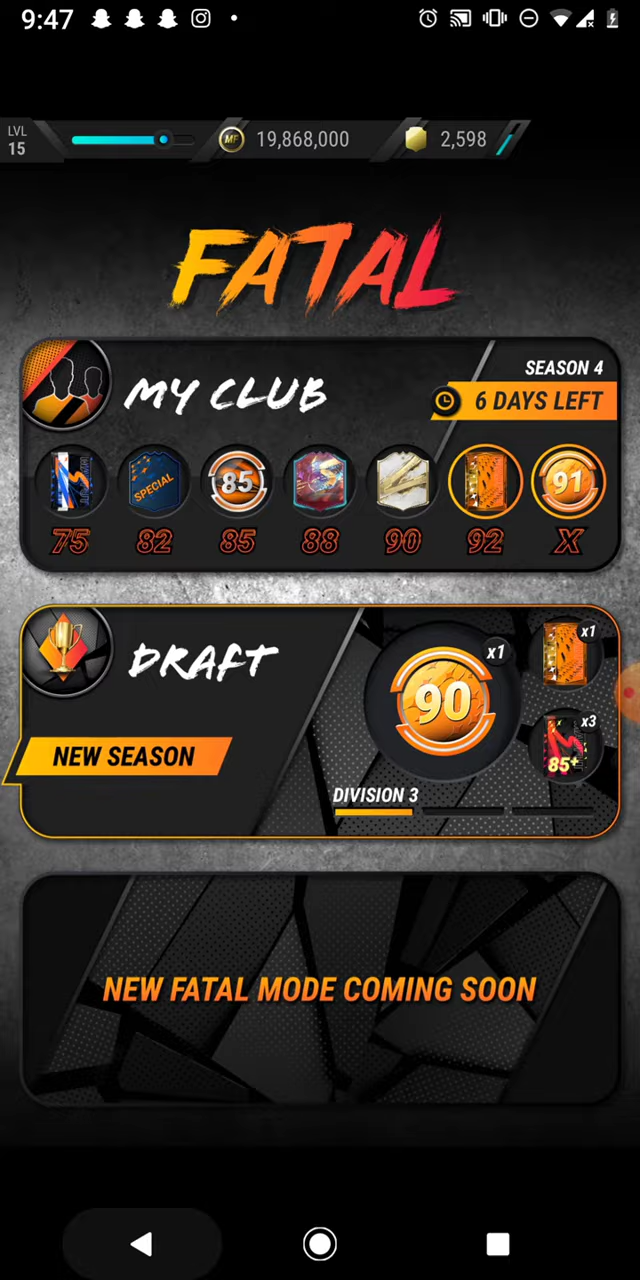 9:47
LVL
15
MF
19,868,000
2,598
FATAL
MY CLUB
SEASON 4
6 DAYS LEFT
SPECIAL
85
91
75
82
85
88
90
92
X
DRAFT
NEW SEASON
90
x1
x1
x3
85+
DIVISION 3
NEW FATAL MODE COMING SOON